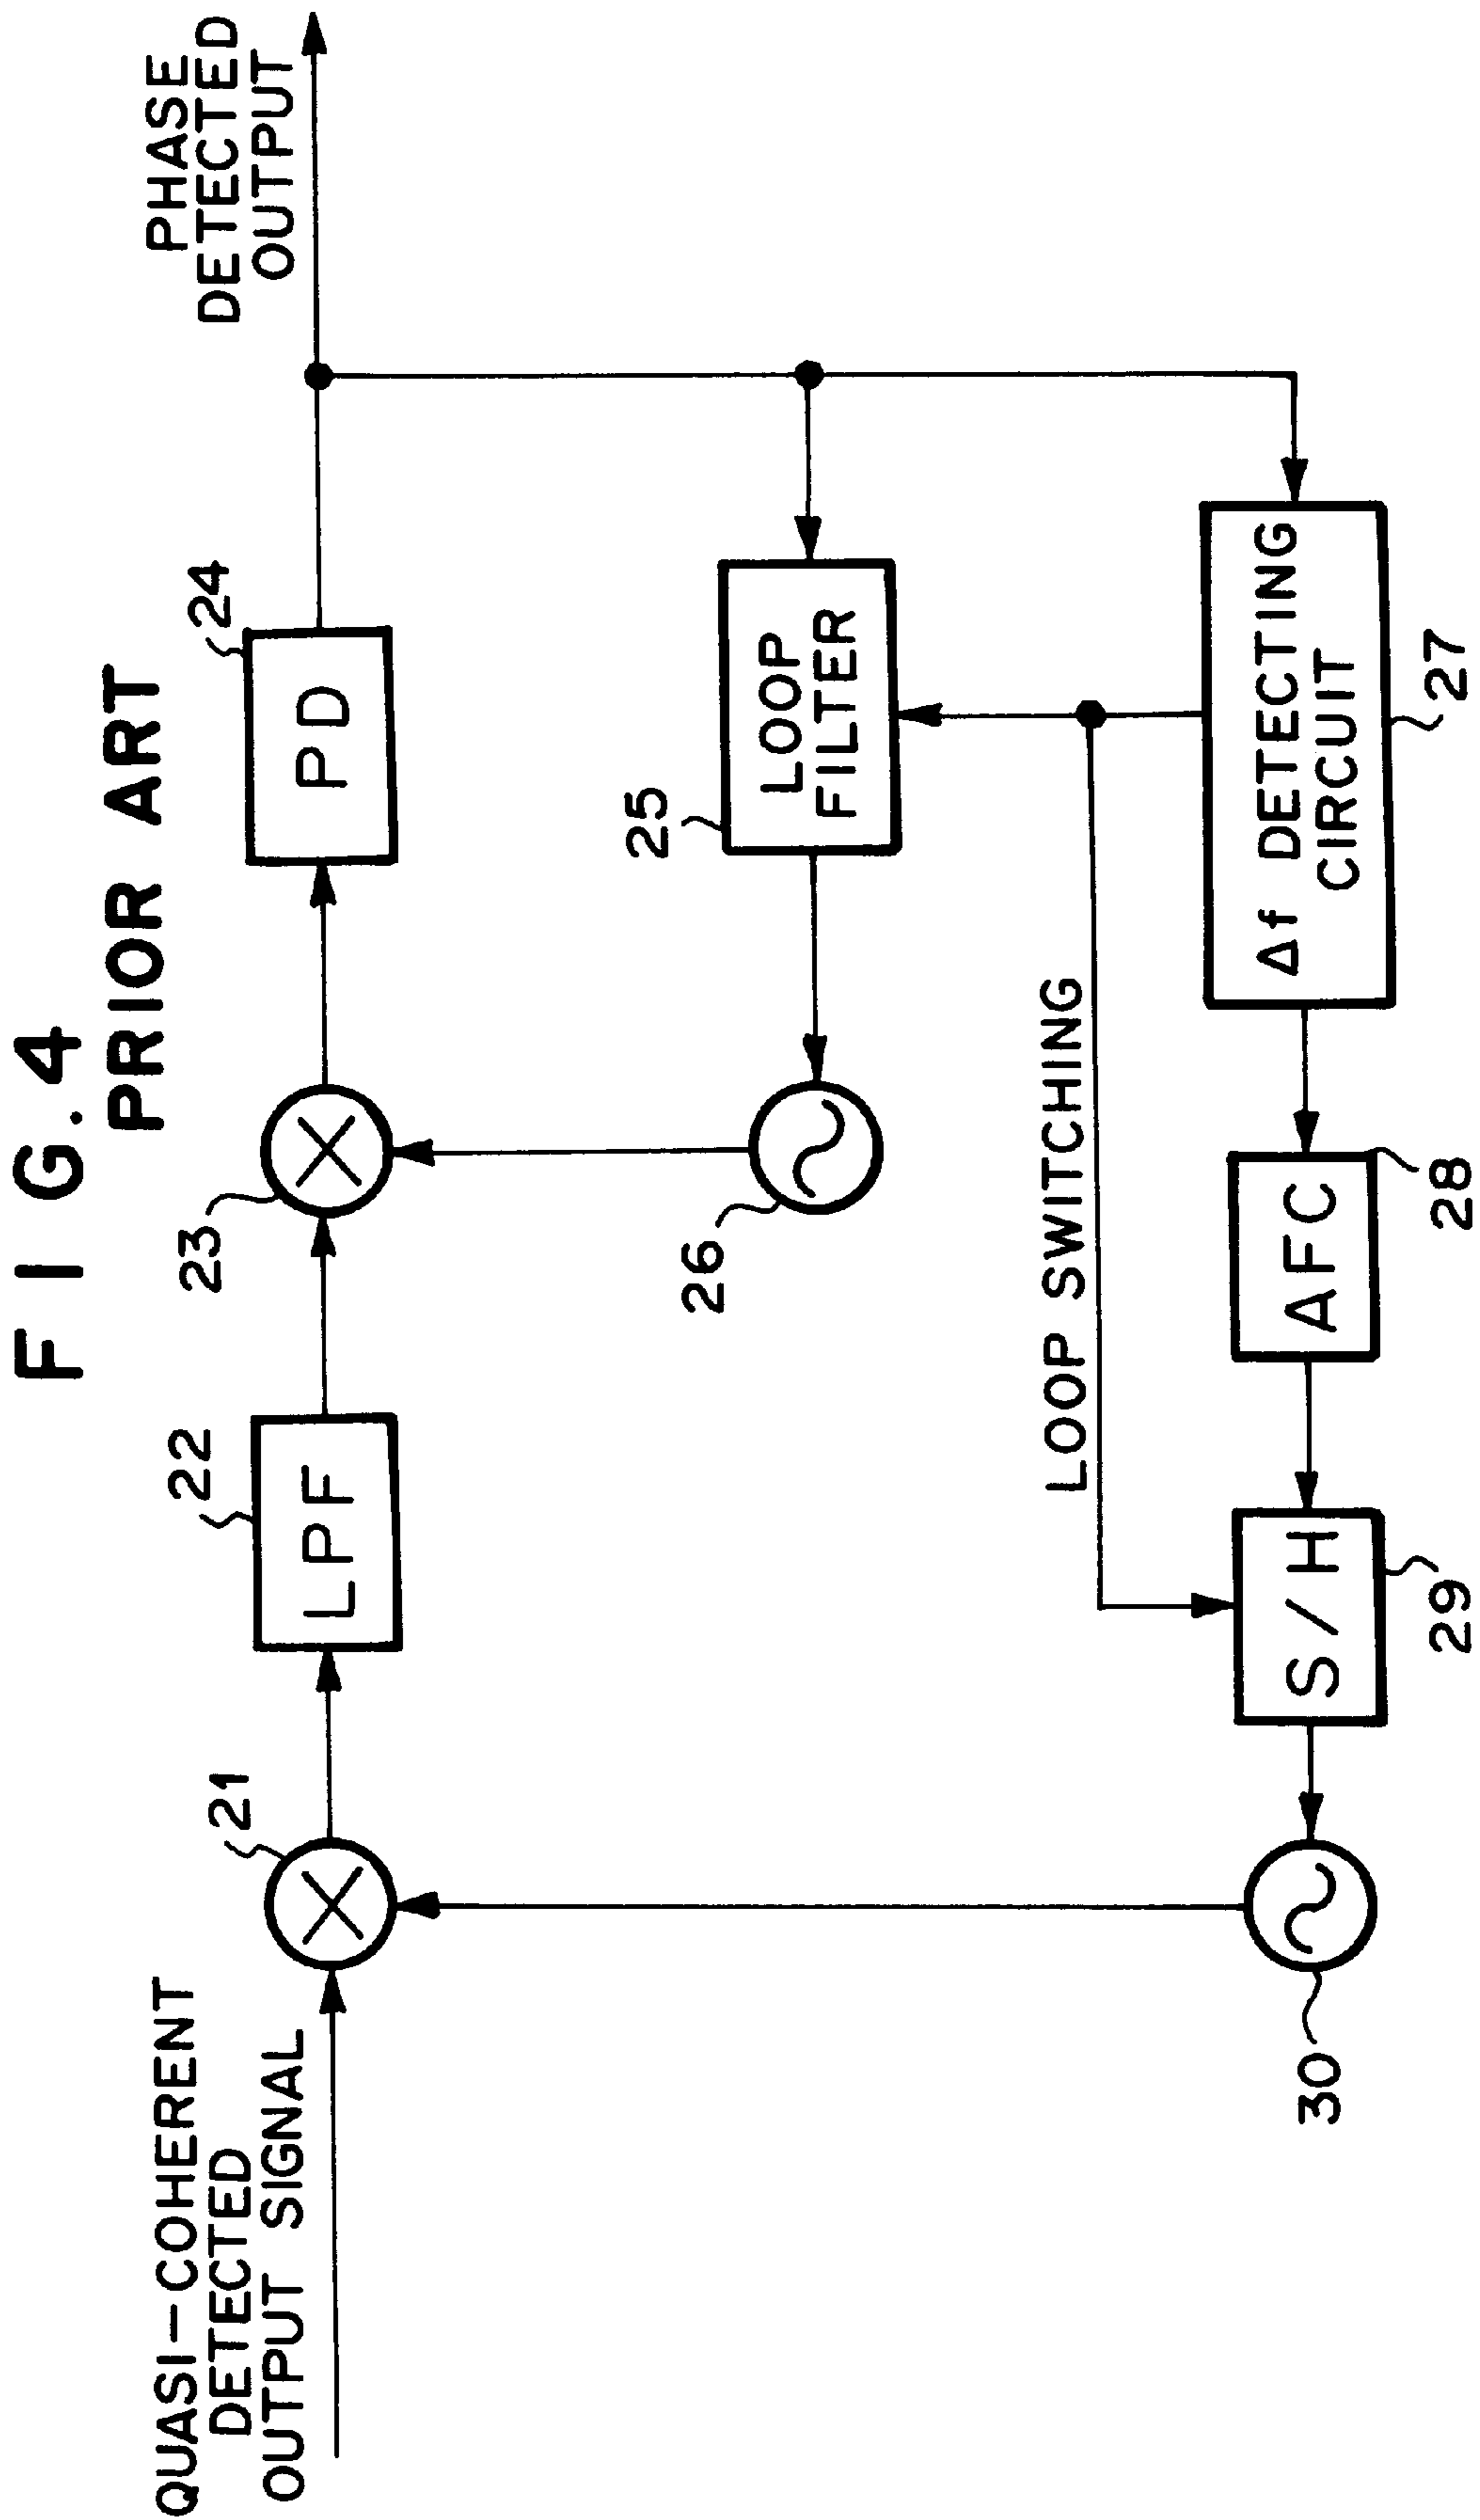 FIG. 4
PRIOR ART
QUASI-COHERENT
DETECTED
OUTPUT SIGNAL
21
22
LPF
23
24
PD
PHASE
DETECTED
OUTPUT
25
LOOP
FILTER
26
LOOP SWITCHING
30
29
S/H
28
AFC
27
Δf DETECTING
CIRCUIT